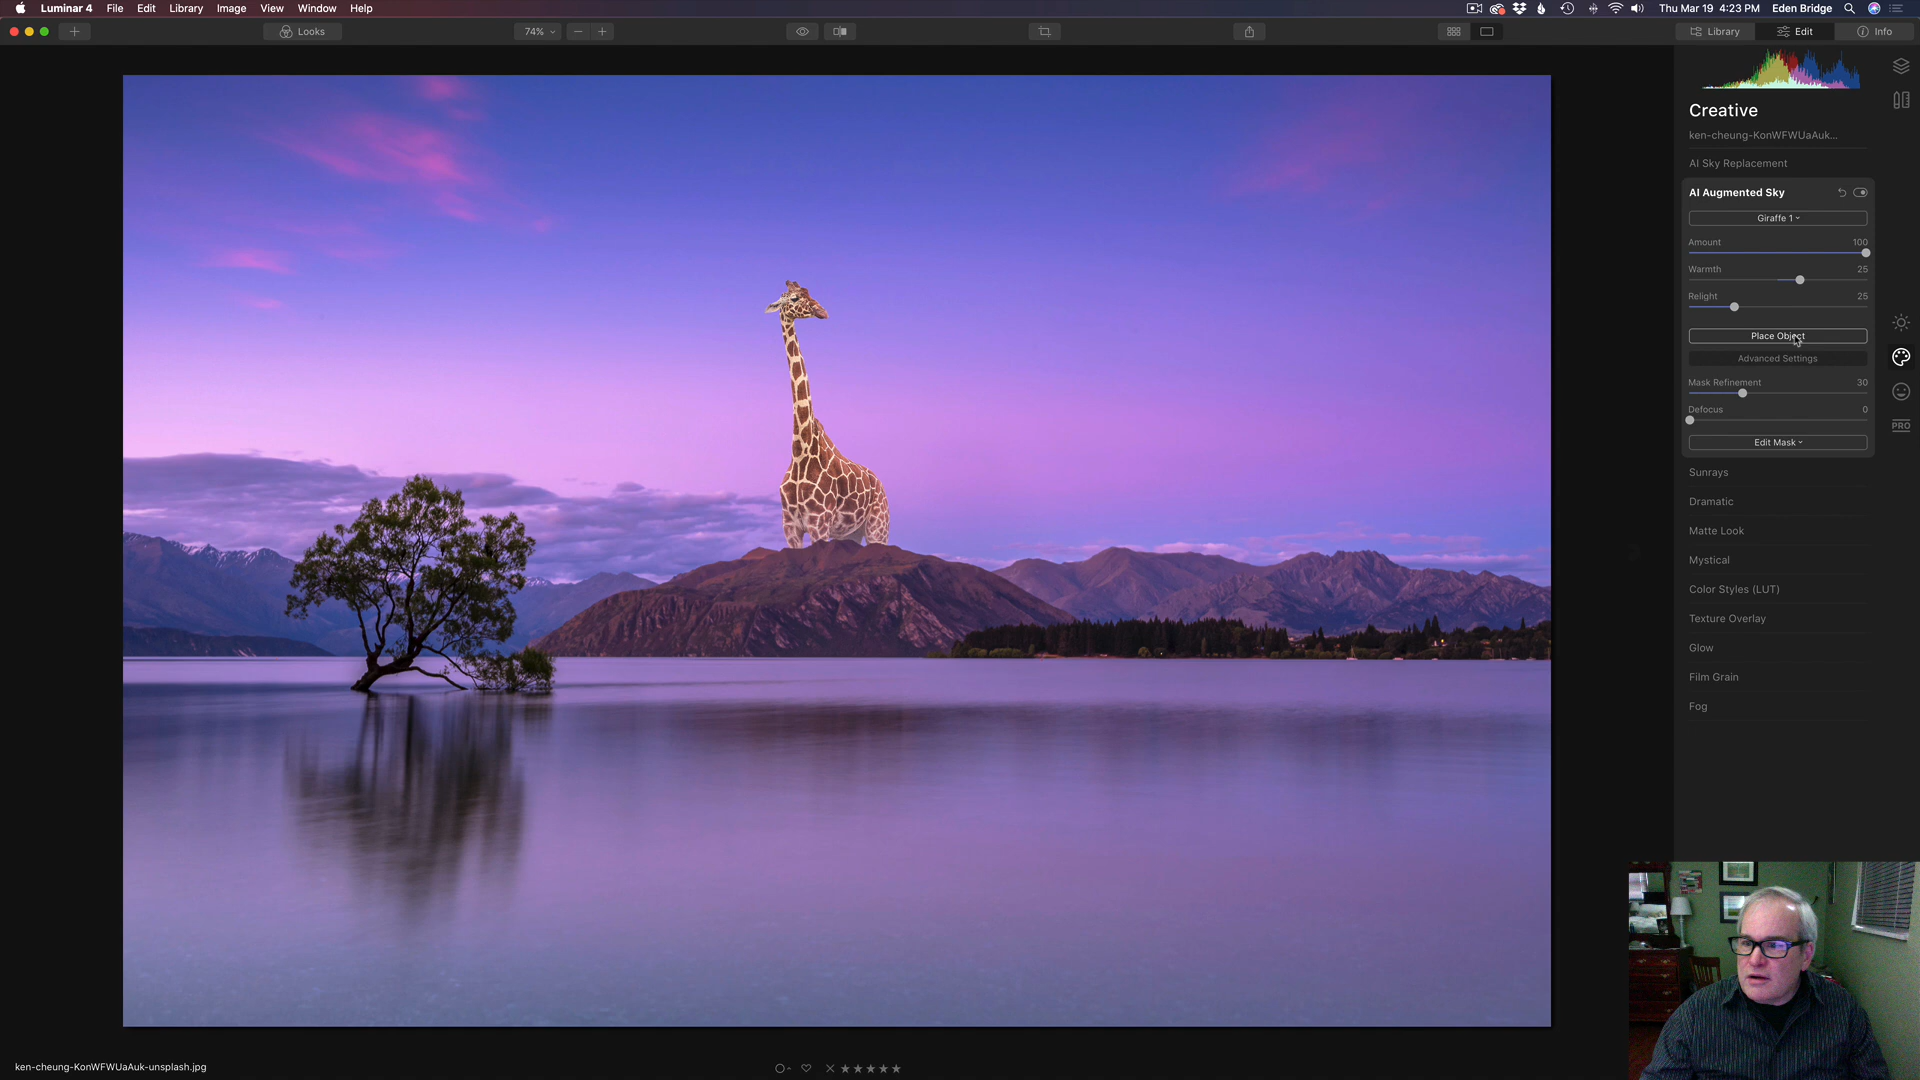 Luminar 4 File Edit Library Image View Window Help Thu Mar 19 4:23 PM Eden Bridge
Looks 74% Library Edit Info
Creative
ken-cheung-KonWFWUaAuk...
AI Sky Replacement
AI Augmented Sky
Giraffe 1
Amount 100
Warmth 25
Relight 25
Place Object
Advanced Settings
Mask Refinement 30
Defocus 0
Edit Mask
PRO
Sunrays
Dramatic
Matte Look
Mystical
Color Styles (LUT)
Texture Overlay
Glow
Film Grain
Fog
ken-cheung-KonWFWUaAuk-unsplash.jpg